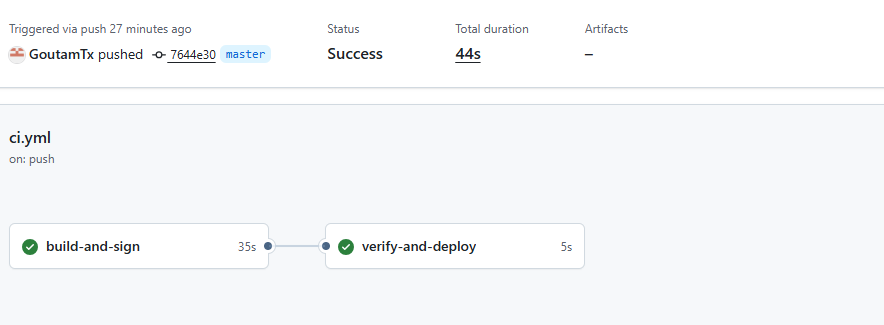 Triggered via push 27 minutes ago
GoutamTx pushed 7644e30 master
Status
Success
Total duration
44s
Artifacts
–
ci.yml
on: push
build-and-sign 35s
verify-and-deploy 5s